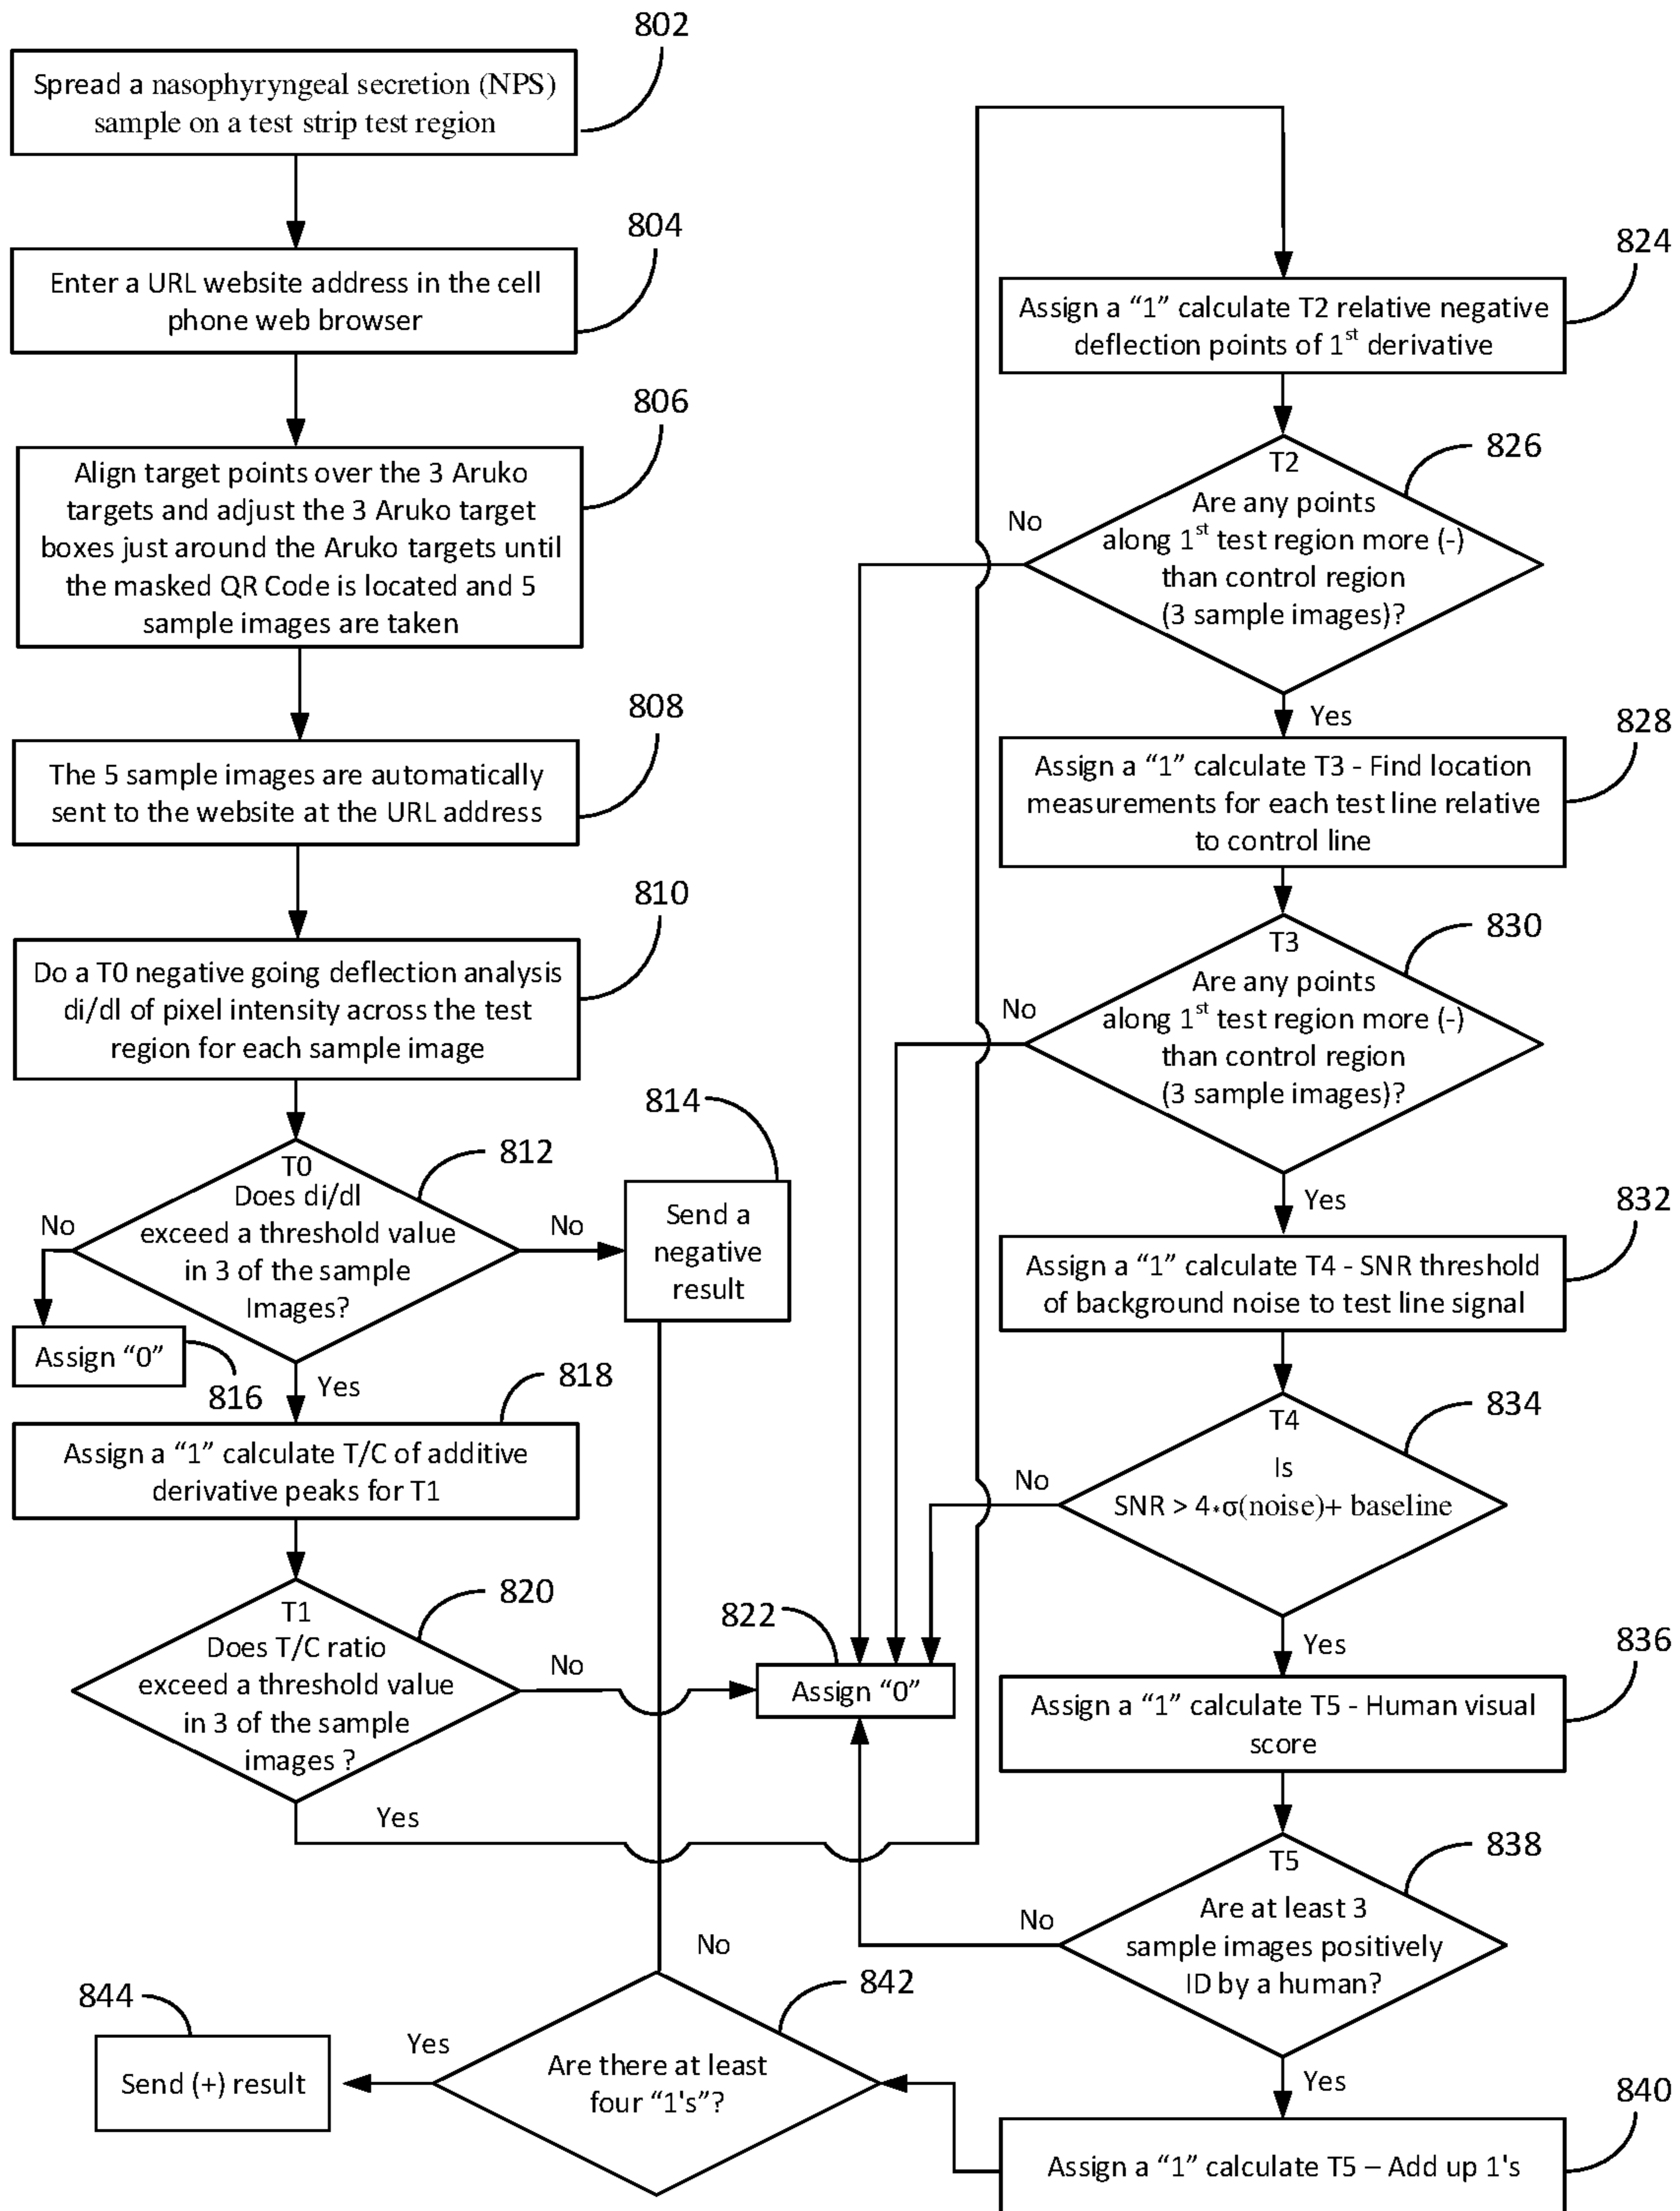 802
Spread a nasophyryngeal secretion (NPS)
sample on a test strip test region
804
Enter a URL website address in the cell
phone web browser
806
Align target points over the 3 Aruko
targets and adjust the 3 Aruko target
boxes just around the Aruko targets until
the masked QR Code is located and 5
sample images are taken
808
The 5 sample images are automatically
sent to the website at the URL address
810
Do a T0 negative going deflection analysis
di/dl of pixel intensity across the test
region for each sample image
812
T0
Does di/dl
exceed a threshold value
in 3 of the sample
Images?
No
No
814
Send a
negative
result
Assign “0”
816
Yes
818
Assign a “1” calculate T/C of additive
derivative peaks for T1
820
T1
Does T/C ratio
exceed a threshold value
in 3 of the sample
images ?
No
822
Assign “0”
Yes
824
Assign a “1” calculate T2 relative negative
deflection points of 1st derivative
826
T2
Are any points
along 1st test region more (-)
than control region
(3 sample images)?
No
Yes
828
Assign a “1” calculate T3 - Find location
measurements for each test line relative
to control line
830
T3
Are any points
along 1st test region more (-)
than control region
(3 sample images)?
No
Yes
832
Assign a “1” calculate T4 - SNR threshold
of background noise to test line signal
834
T4
Is
SNR > 4*σ(noise)+ baseline
No
Yes
836
Assign a “1” calculate T5 - Human visual
score
838
T5
Are at least 3
sample images positively
ID by a human?
No
Yes
840
Assign a “1” calculate T5 – Add up 1's
842
Are there at least
four “1's”?
No
Yes
844
Send (+) result